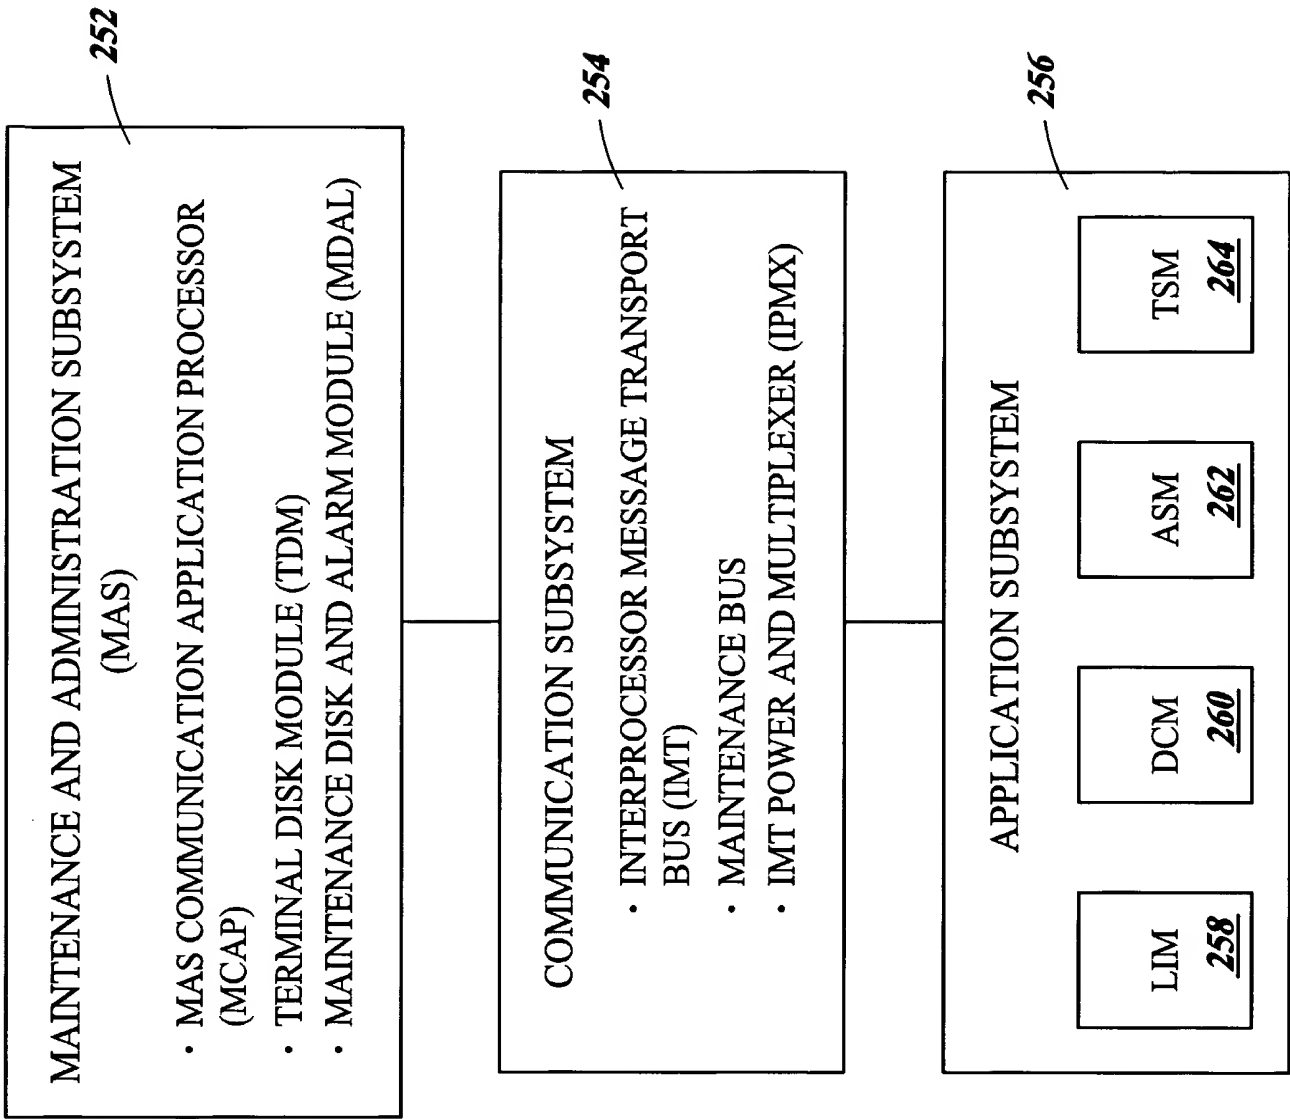 252
MAINTENANCE AND ADMINISTRATION SUBSYSTEM
(MAS)
· MAS COMMUNICATION APPLICATION PROCESSOR
(MCAP)
· TERMINAL DISK MODULE (TDM)
· MAINTENANCE DISK AND ALARM MODULE (MDAL)
254
COMMUNICATION SUBSYSTEM
· INTERPROCESSOR MESSAGE TRANSPORT
BUS (IMT)
· MAINTENANCE BUS
· IMT POWER AND MULTIPLEXER (IPMX)
256
APPLICATION SUBSYSTEM
LIM
258
DCM
260
ASM
262
TSM
264